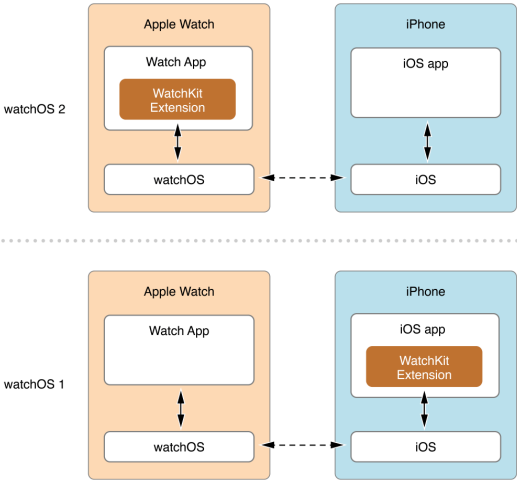 Apple Watch
iPhone
Watch App
iOS app
WatchKit
Extension
watchOS 2
watchOS
iOS
Apple Watch
iPhone
Watch App
iOS app
WatchKit
Extension
watchOS 1
watchOS
iOS